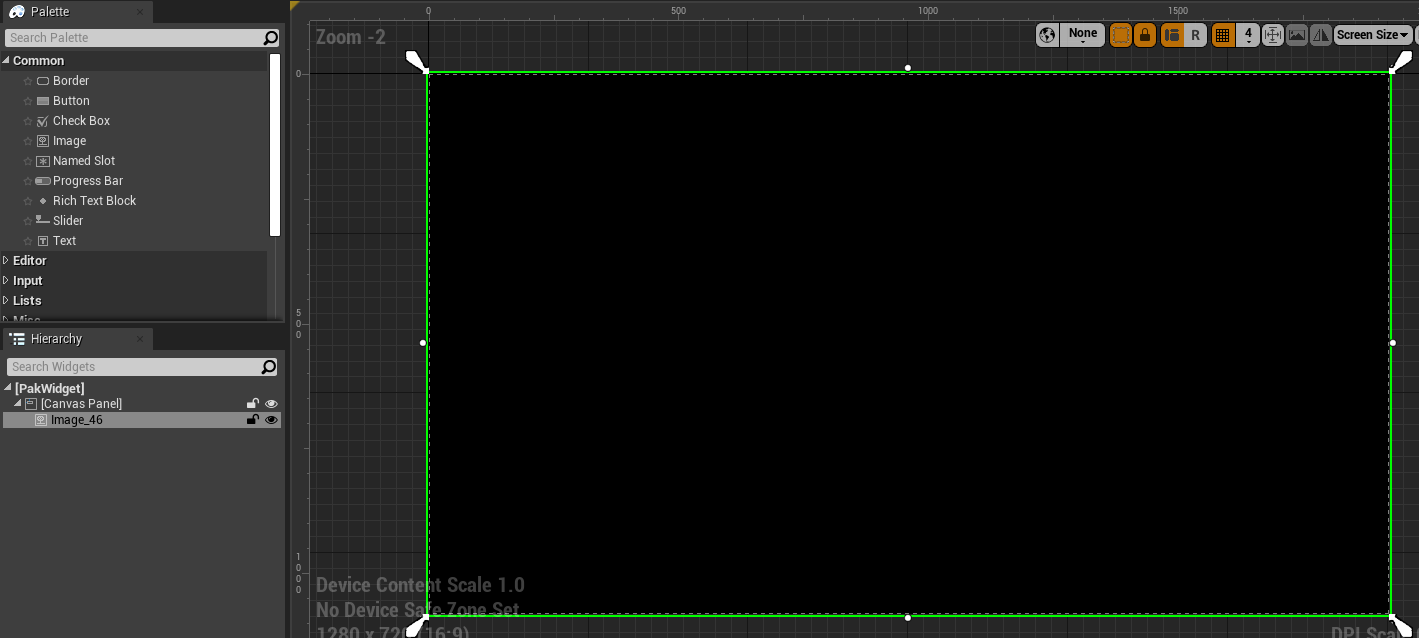 Palette
Search Palette
Common
Border
Button
Check Box
Image
Named Slot
Progress Bar
Rich Text Block
Slider
Text
Editor
Input
Lists
Misc
Hierarchy
Search Widgets
[PakWidget]
[Canvas Panel]
Image_46
0
500
1000
1500
Zoom -2
None
R
4
Screen Size
0
500
1000
Device Content Scale 1.0
No Device Safe Zone Set
1280 x 720 (16:9)
DPI Scal